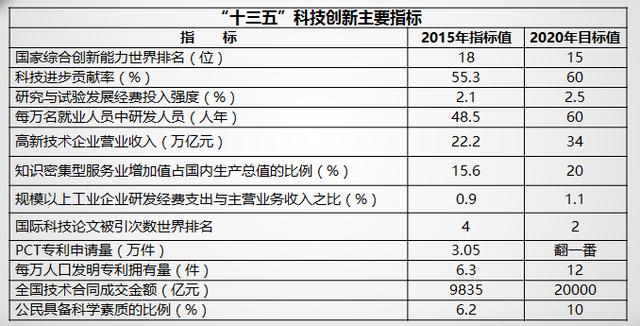 “十三五”科技创新主要指标
指 标 2015年指标值 2020年目标值
国家综合创新能力世界排名（位） 18 15
科技进步贡献率（%） 55.3 60
研究与试验发展经费投入强度（%） 2.1 2.5
每万名就业人员中研发人员（人年） 48.5 60
高新技术企业营业收入（万亿元） 22.2 34
知识密集型服务业增加值占国内生产总值的比例（%） 15.6 20
规模以上工业企业研发经费支出与主营业务收入之比（%） 0.9 1.1
国际科技论文被引次数世界排名 4 2
PCT专利申请量（万件） 3.05 翻一番
每万人口发明专利拥有量（件） 6.3 12
全国技术合同成交金额（亿元） 9835 20000
公民具备科学素质的比例（%） 6.2 10